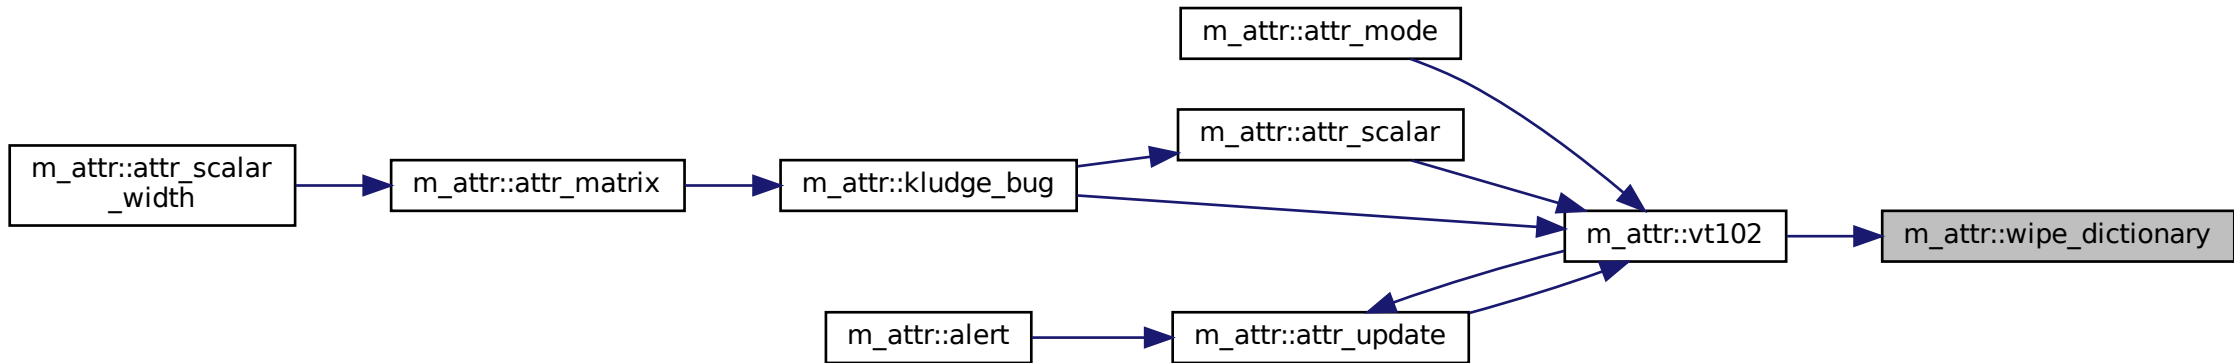 m_attr::attr_mode
m_attr::attr_scalar
m_attr::attr_scalar
_width
m_attr::attr_matrix
m_attr::kludge_bug
m_attr::vt102
m_attr::wipe_dictionary
m_attr::alert
m_attr::attr_update